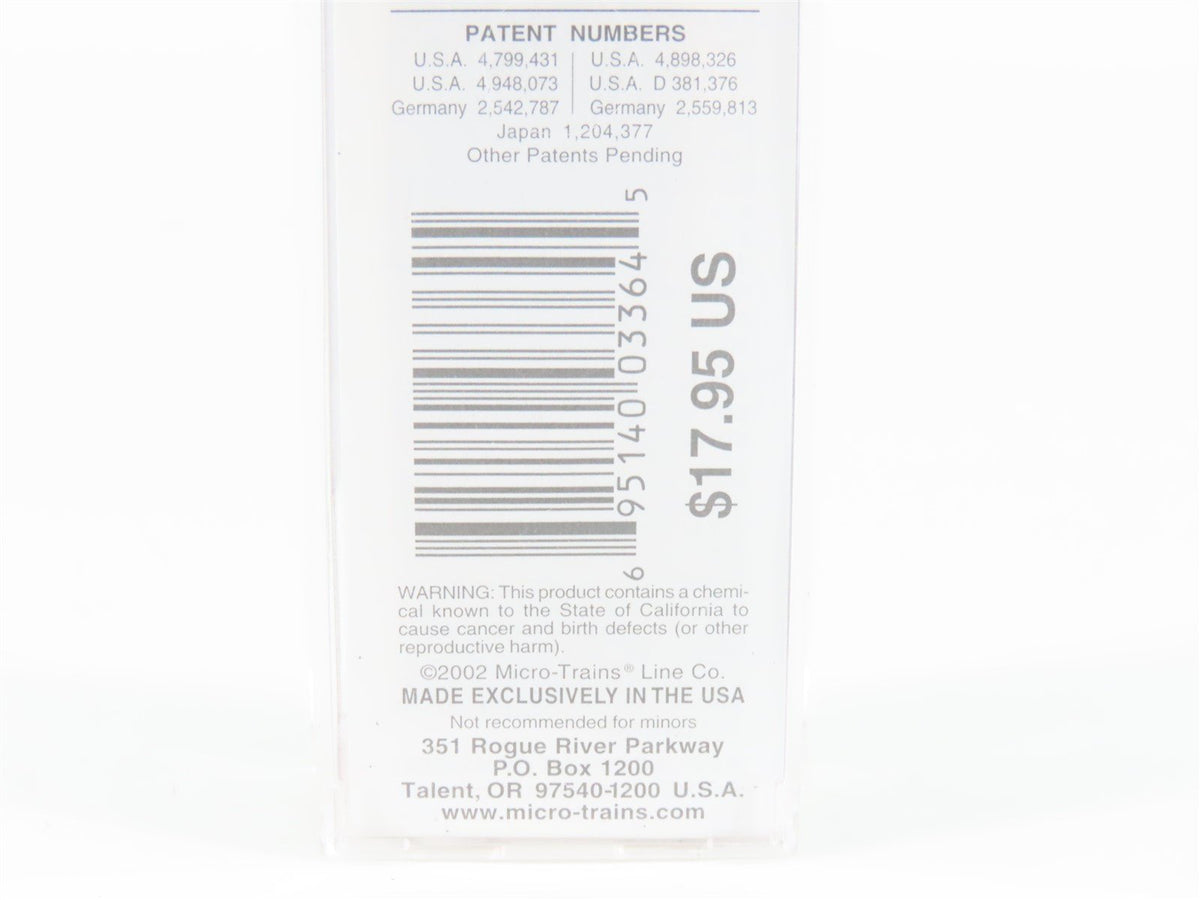 PATENT NUMBERS
U.S.A. 4,799,431 | U.S.A. 4,898,326
U.S.A. 4,948,073 | U.S.A. D 381,376
Germany 2,542,787 | Germany 2,559,813
Japan 1,204,377
Other Patents Pending
6 95140 03364 5
$17.95 US
WARNING: This product contains a chemi-
cal known to the State of California to
cause cancer and birth defects (or other
reproductive harm).
©2002 Micro-Trains® Line Co.
MADE EXCLUSIVELY IN THE USA
Not recommended for minors
351 Rogue River Parkway
P.O. Box 1200
Talent, OR 97540-1200 U.S.A.
www.micro-trains.com